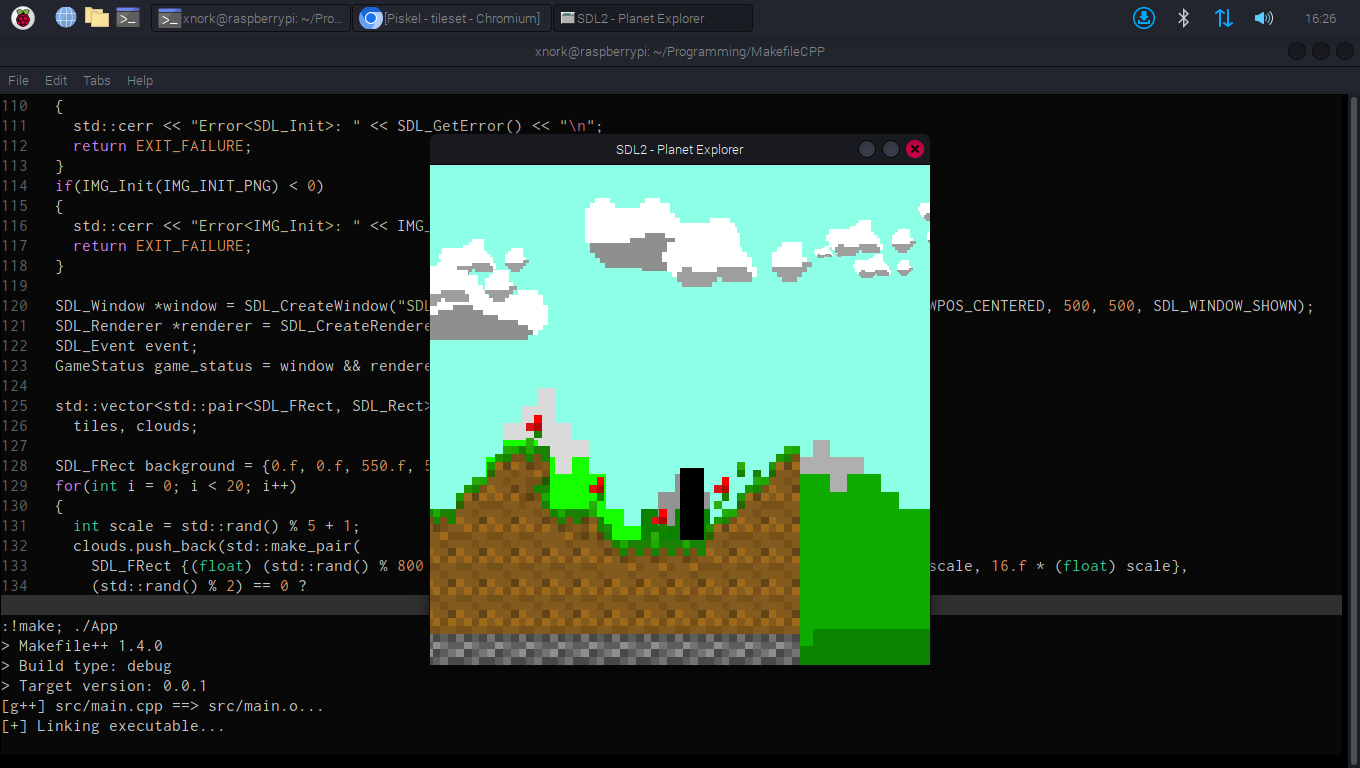 xnork@raspberrypi: ~/Pro... [Piskel - tileset - Chromium] SDL2 - Planet Explorer 16:26
xnork@raspberrypi: ~/Programming/MakefileCPP
File Edit Tabs Help
110 {
111 std::cerr << "Error<SDL_Init>: " << SDL_GetError() << "\n";
112 return EXIT_FAILURE;
113 }
114 if(IMG_Init(IMG_INIT_PNG) < 0)
115 {
116 std::cerr << "Error<IMG_Init>: " << IMG_
117 return EXIT_FAILURE;
118 }
119
120 SDL_Window *window = SDL_CreateWindow("SDL WPOS_CENTERED, 500, 500, SDL_WINDOW_SHOWN);
121 SDL_Renderer *renderer = SDL_CreateRendere
122 SDL_Event event;
123 GameStatus game_status = window && rendere
124
125 std::vector<std::pair<SDL_FRect, SDL_Rect>
126 tiles, clouds;
127
128 SDL_FRect background = {0.f, 0.f, 550.f, 5
129 for(int i = 0; i < 20; i++)
130 {
131 int scale = std::rand() % 5 + 1;
132 clouds.push_back(std::make_pair(
133 SDL_FRect {(float) (std::rand() % 800 scale, 16.f * (float) scale},
134 (std::rand() % 2) == 0 ?
SDL2 - Planet Explorer
:!make; ./App
> Makefile++ 1.4.0
> Build type: debug
> Target version: 0.0.1
[g++] src/main.cpp ==> src/main.o...
[+] Linking executable...